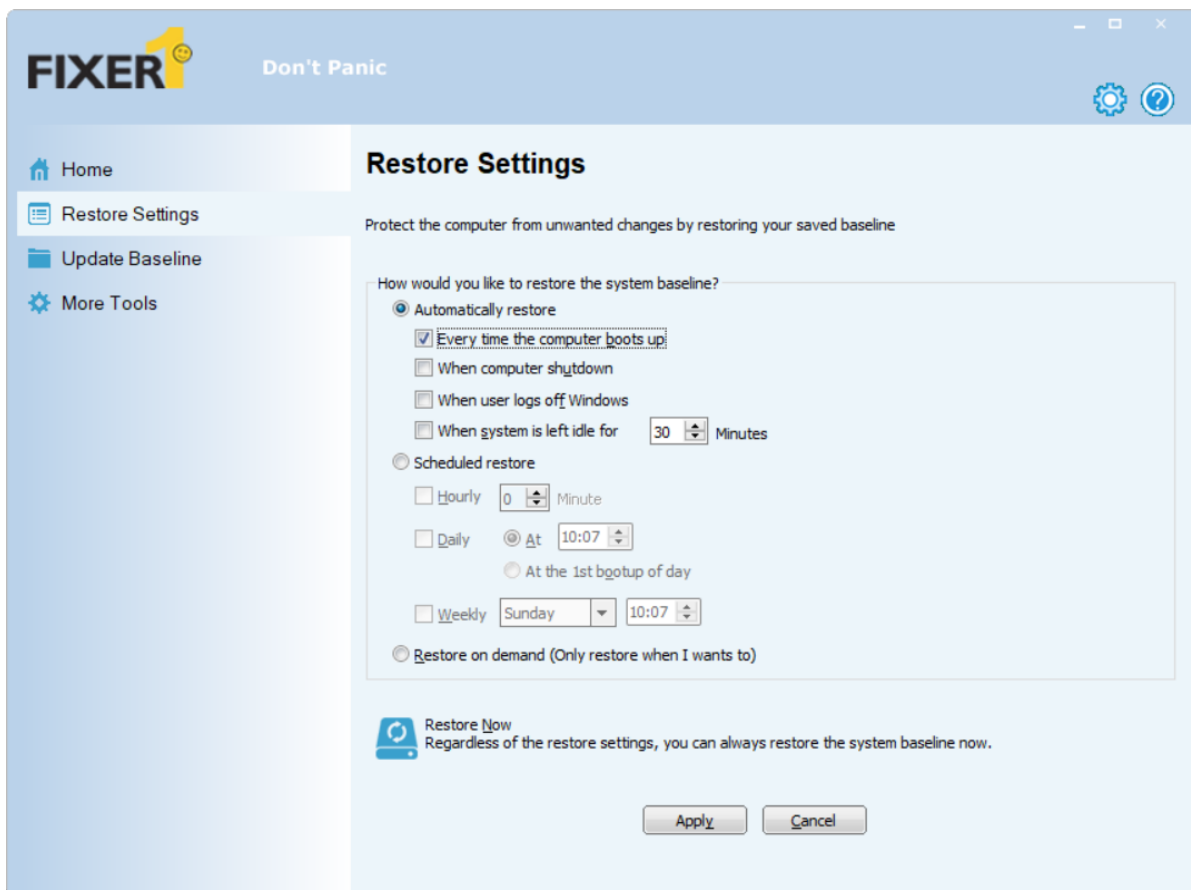 FIXER1
Don't Panic
Home
Restore Settings
Update Baseline
More Tools
Restore Settings
Protect the computer from unwanted changes by restoring your saved baseline
How would you like to restore the system baseline?
Automatically restore
Every time the computer boots up
When computer shutdown
When user logs off Windows
When system is left idle for 30 Minutes
Scheduled restore
Hourly 0 Minute
Daily At 10:07
At the 1st bootup of day
Weekly Sunday 10:07
Restore on demand (Only restore when I wants to)
Restore Now
Regardless of the restore settings, you can always restore the system baseline now.
Apply Cancel